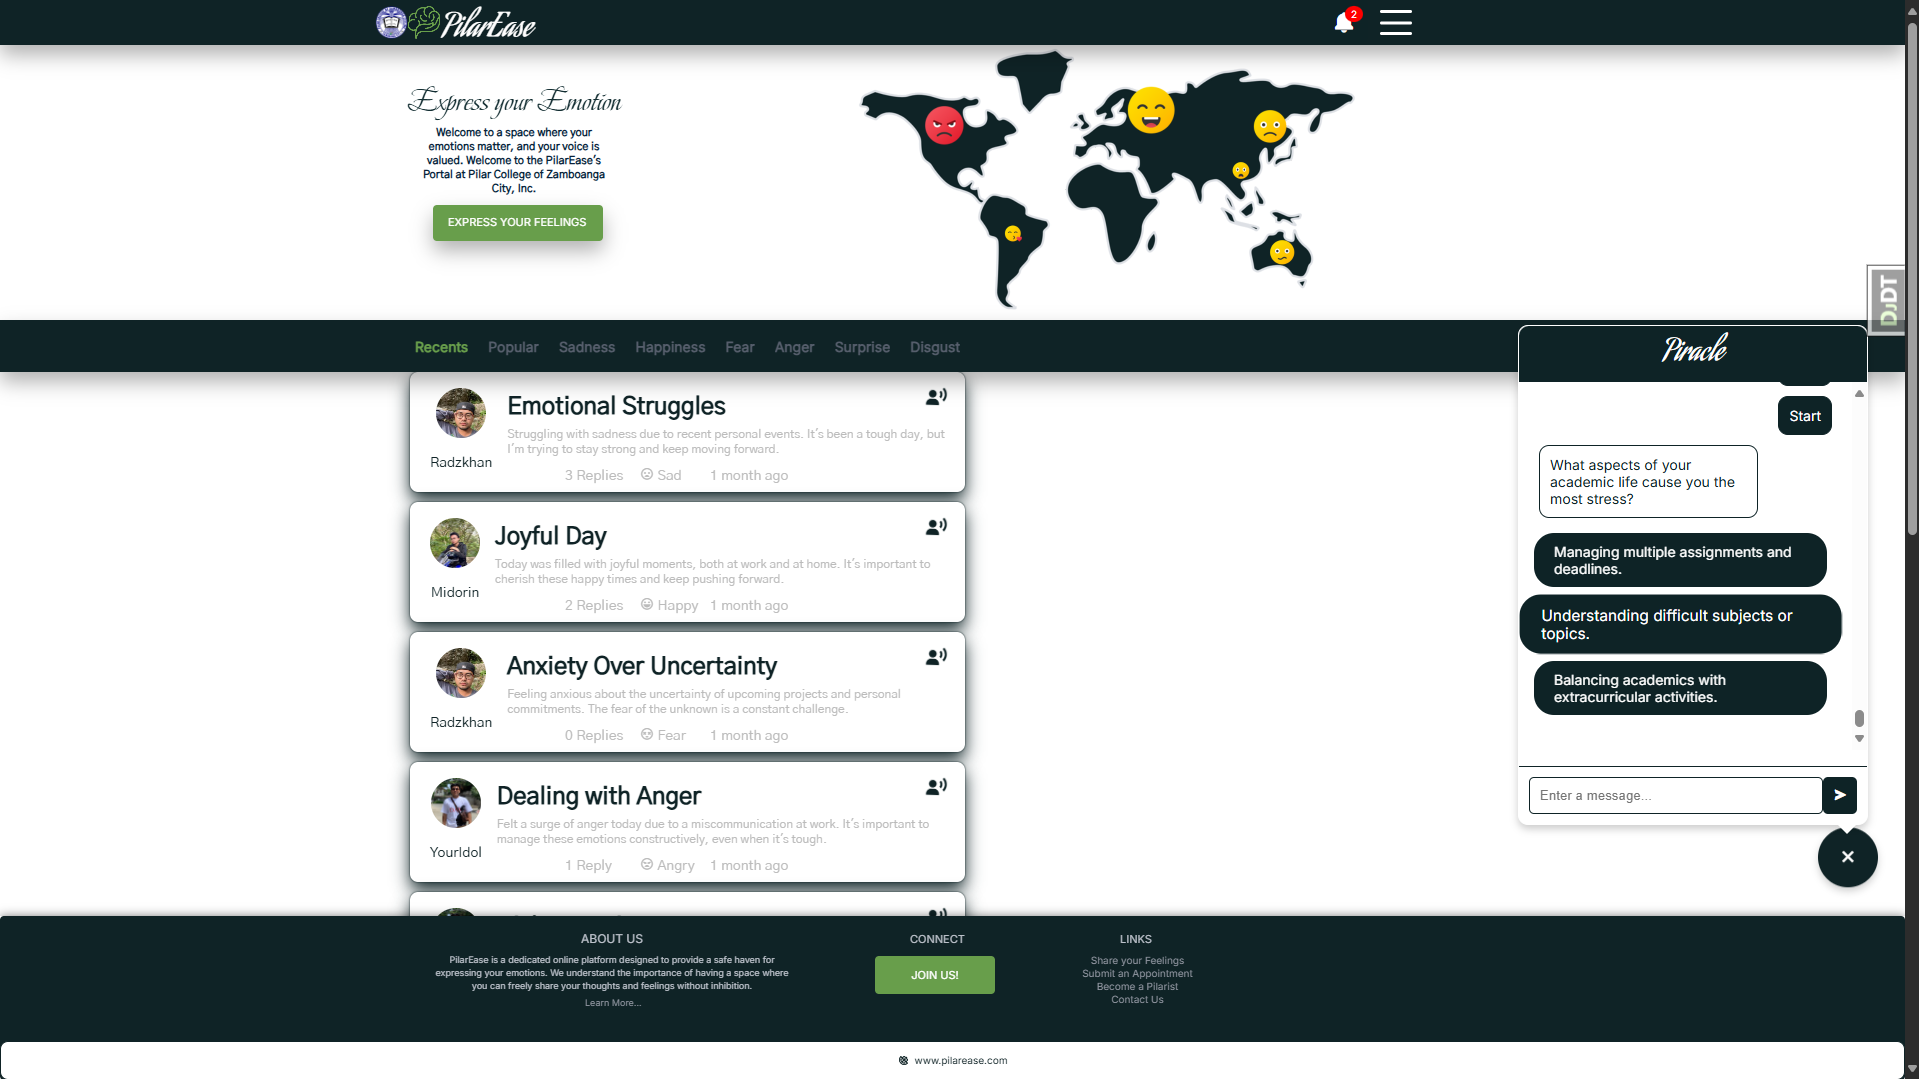 PilarEase
2
Express your Emotion
Welcome to a space where your
emotions matter, and your voice is
valued. Welcome to the PilarEase's
Portal at Pilar College of Zamboanga
City, Inc.
EXPRESS YOUR FEELINGS
DJDT
Recents Popular Sadness Happiness Fear Anger Surprise Disgust
Emotional Struggles
Struggling with sadness due to recent personal events. It's been a tough day, but
I'm trying to stay strong and keep moving forward.
Radzkhan
3 Replies Sad 1 month ago
Joyful Day
Today was filled with joyful moments, both at work and at home. It's important to
cherish these happy times and keep pushing forward.
Midorin
2 Replies Happy 1 month ago
Anxiety Over Uncertainty
Feeling anxious about the uncertainty of upcoming projects and personal
commitments. The fear of the unknown is a constant challenge.
Radzkhan
0 Replies Fear 1 month ago
Dealing with Anger
Felt a surge of anger today due to a miscommunication at work. It's important to
manage these emotions constructively, even when it's tough.
YourIdol
1 Reply Angry 1 month ago
Piracle
Start
What aspects of your
academic life cause you the
most stress?
Managing multiple assignments and
deadlines.
Understanding difficult subjects or
topics.
Balancing academics with
extracurricular activities.
Enter a message...
ABOUT US
PilarEase is a dedicated online platform designed to provide a safe haven for
expressing your emotions. We understand the importance of having a space where
you can freely share your thoughts and feelings without inhibition.
Learn More...
CONNECT
JOIN US!
LINKS
Share your Feelings
Submit an Appointment
Become a Pilarist
Contact Us
www.pilarease.com